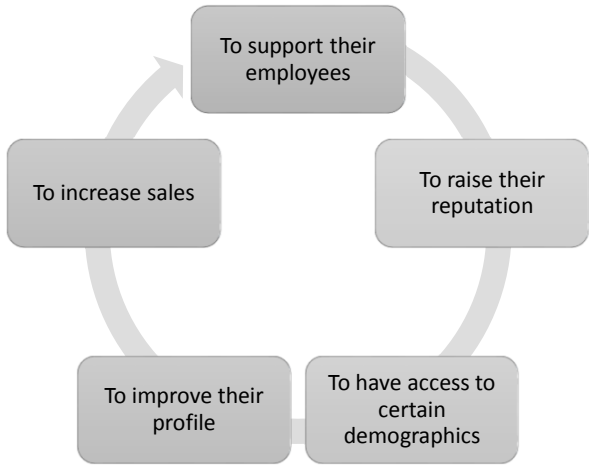 To support their
employees
To raise their
reputation
To have access to
certain
demographics
To improve their
profile
To increase sales